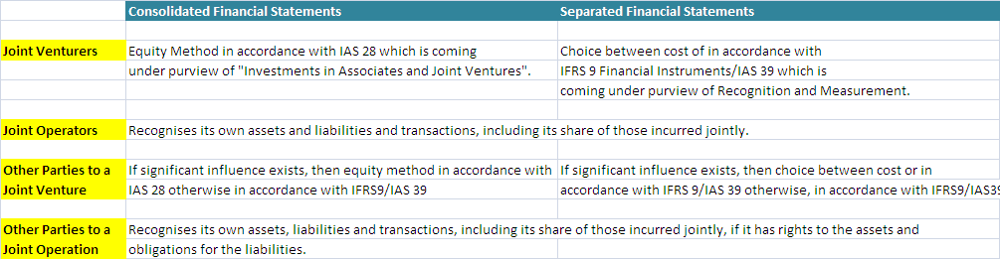 Consolidated Financial Statements Separated Financial Statements
Joint Venturers Equity Method in accordance with IAS 28 which is coming Choice between cost of in accordance with
under purview of "Investments in Associates and Joint Ventures". IFRS 9 Financial Instruments/IAS 39 which is
coming under purview of Recognition and Measurement.
Joint Operators Recognises its own assets and liabilities and transactions, including its share of those incurred jointly.
Other Parties to a If significant influence exists, then equity method in accordance with If significant influence exists, then choice between cost or in
Joint Venture IAS 28 otherwise in accordance with IFRS9/IAS 39 accordance with IFRS 9/IAS 39 otherwise, in accordance with IFRS9/IAS39
Other Parties to a Recognises its own assets, liabilities and transactions, including its share of those incurred jointly, if it has rights to the assets and
Joint Operation obligations for the liabilities.